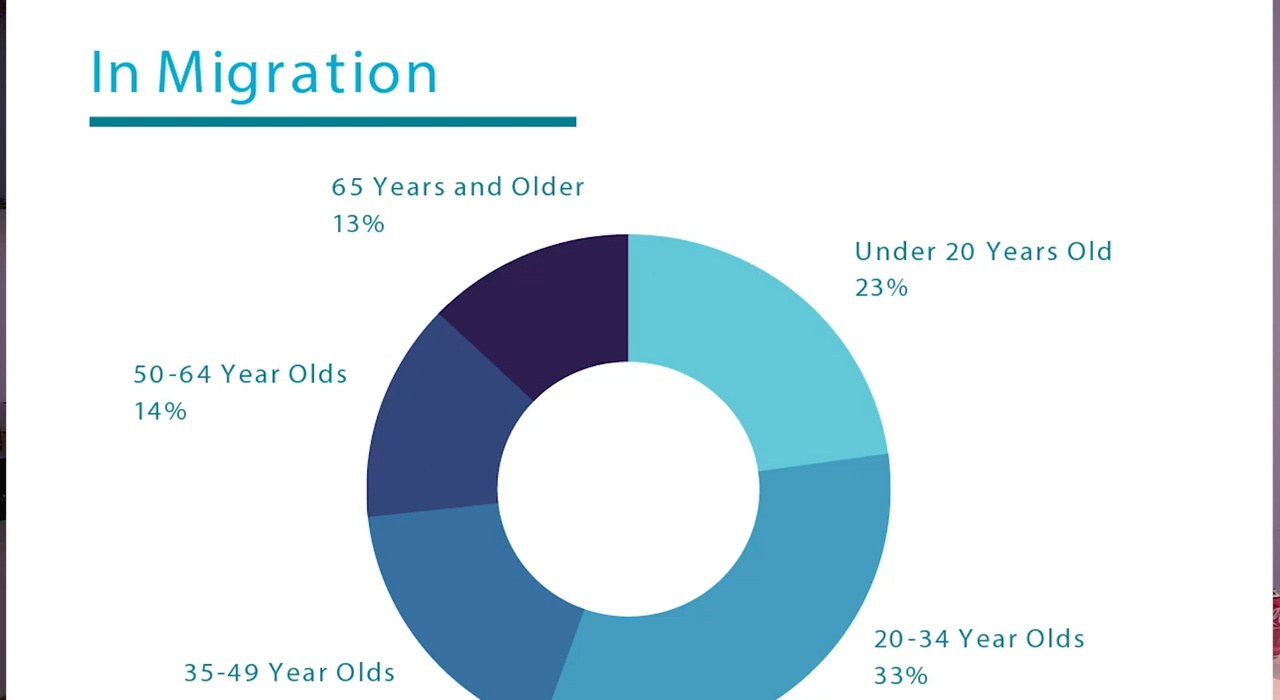 In Migration
65 Years and Older
13%
Under 20 Years Old
23%
50-64 Year Olds
14%
20-34 Year Olds
33%
35-49 Year Olds